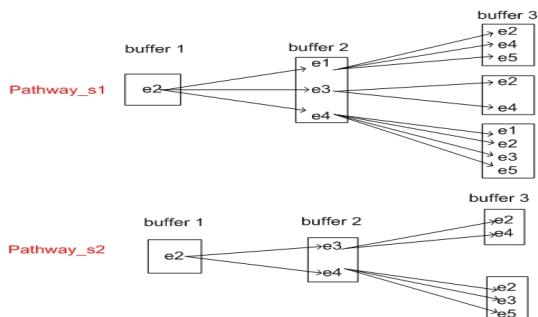 buffer 3
buffer 1
buffer 2
e2
e4
e5
e1
Pathway_s1
e2
e3
e2
e4
e4
e1
e2
e3
e5
buffer 3
buffer 1
buffer 2
e2
e4
Pathway_s2
e2
e3
e4
e2
e3
e5